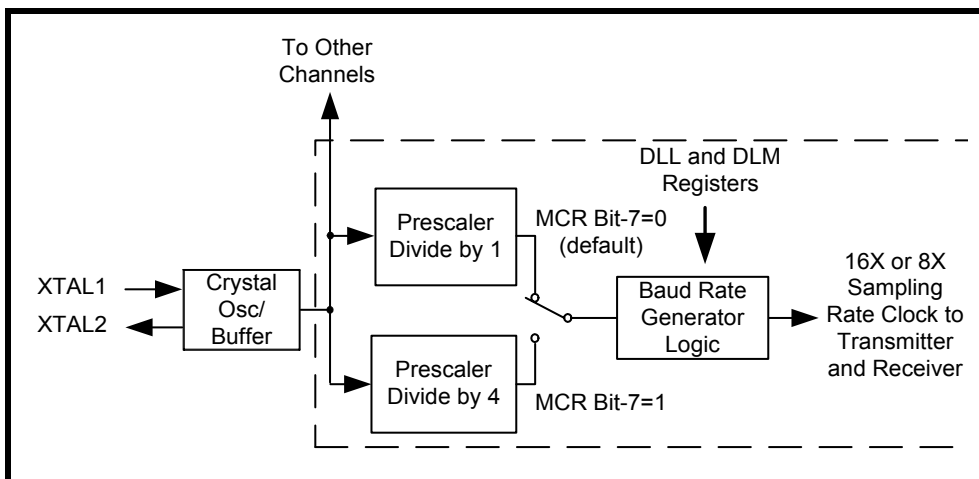 To Other
Channels
DLL and DLM
Registers
Prescaler
Divide by 1
MCR Bit-7=0
(default)
XTAL1
XTAL2
Crystal
Osc/
Buffer
Baud Rate
Generator
Logic
16X or 8X
Sampling
Rate Clock to
Transmitter
and Receiver
Prescaler
Divide by 4
MCR Bit-7=1